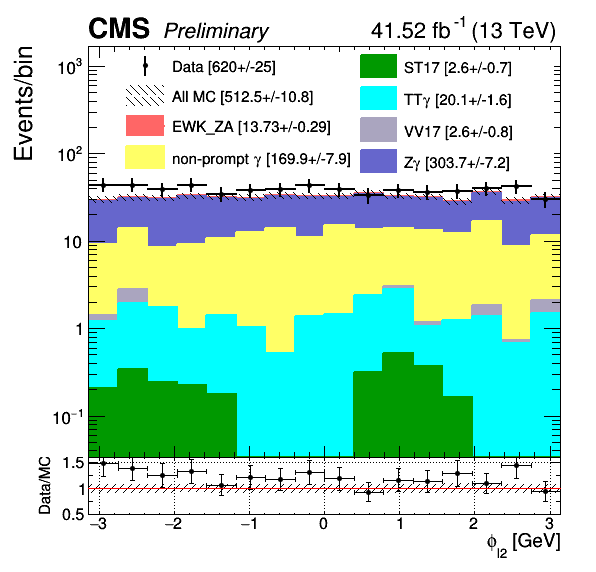 CMS Preliminary 41.52 fb⁻¹ (13 TeV)
Events/bin
10³
10²
10
1
10⁻¹
Data [620+/-25]
All MC [512.5+/-10.8]
EWK_ZA [13.73+/-0.29]
non-prompt γ [169.9+/-7.9]
ST17 [2.6+/-0.7]
TTγ [20.1+/-1.6]
VV17 [2.6+/-0.8]
Zγ [303.7+/-7.2]
Data/MC
1.5
1
0.5
−3 −2 −1 0 1 2 3
ϕ_l2 [GeV]